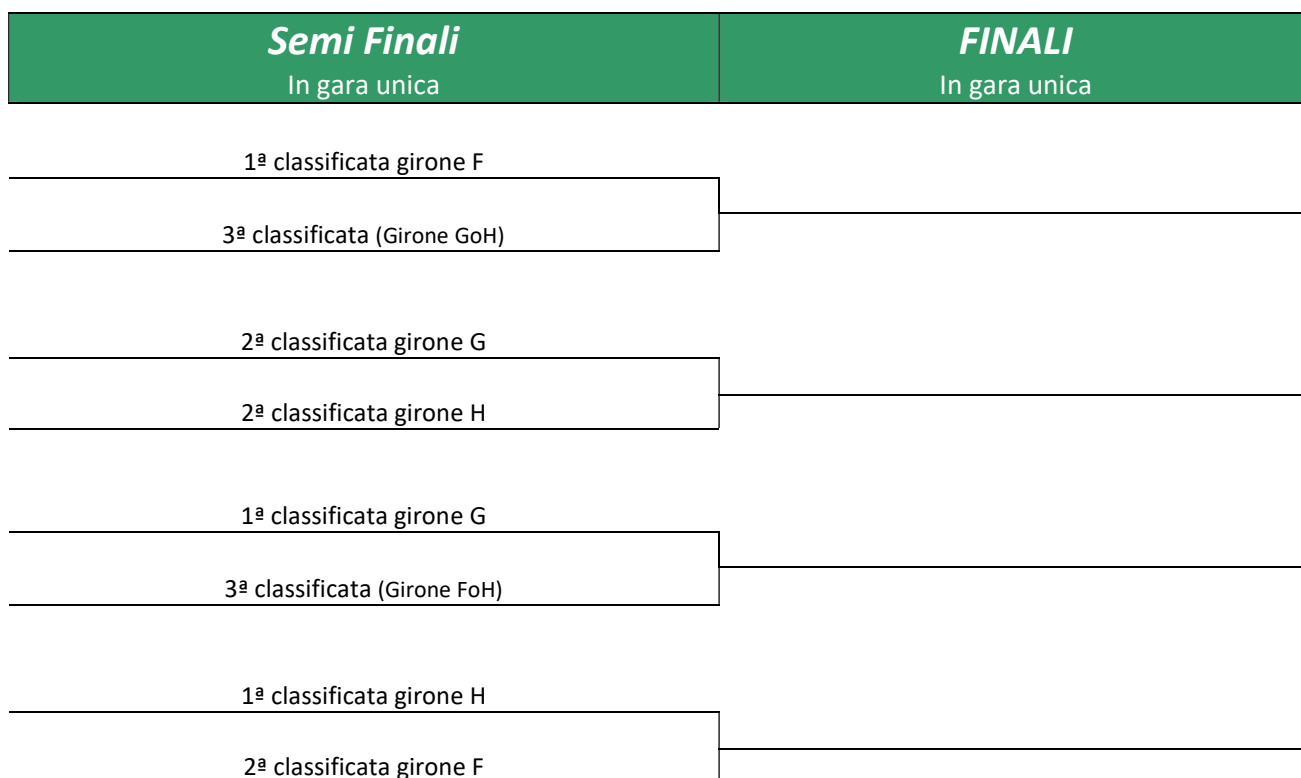 Semi Finali
In gara unica
FINALI
In gara unica
1ª classificata girone F
3ª classificata (Girone GoH)
2ª classificata girone G
2ª classificata girone H
1ª classificata girone G
3ª classificata (Girone FoH)
1ª classificata girone H
2ª classificata girone F